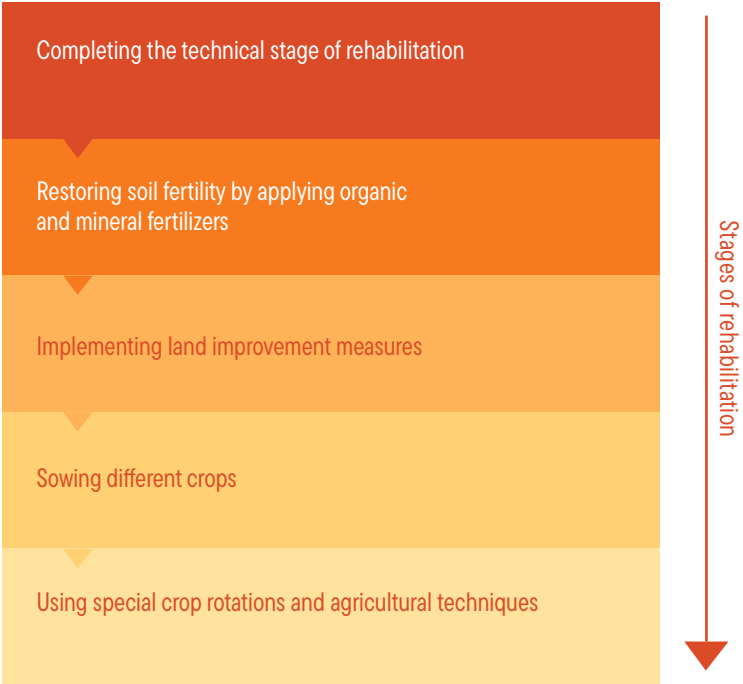 Completing the technical stage of rehabilitation
Restoring soil fertility by applying organic
and mineral fertilizers
Implementing land improvement measures
Sowing different crops
Using special crop rotations and agricultural techniques
Stages of rehabilitation